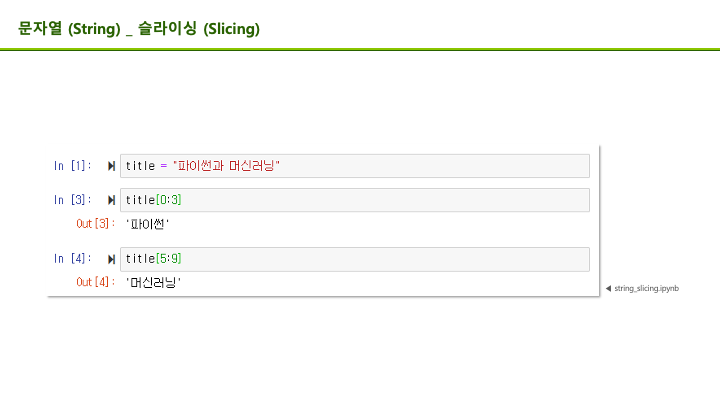 문자열 (String) _ 슬라이싱 (Slicing)
In [1]: title = "파이썬과 머신러닝"
In [3]: title[0:3]
Out[3]: '파이썬'
In [4]: title[5:9]
Out[4]: '머신러닝'
◀ string_slicing.ipynb